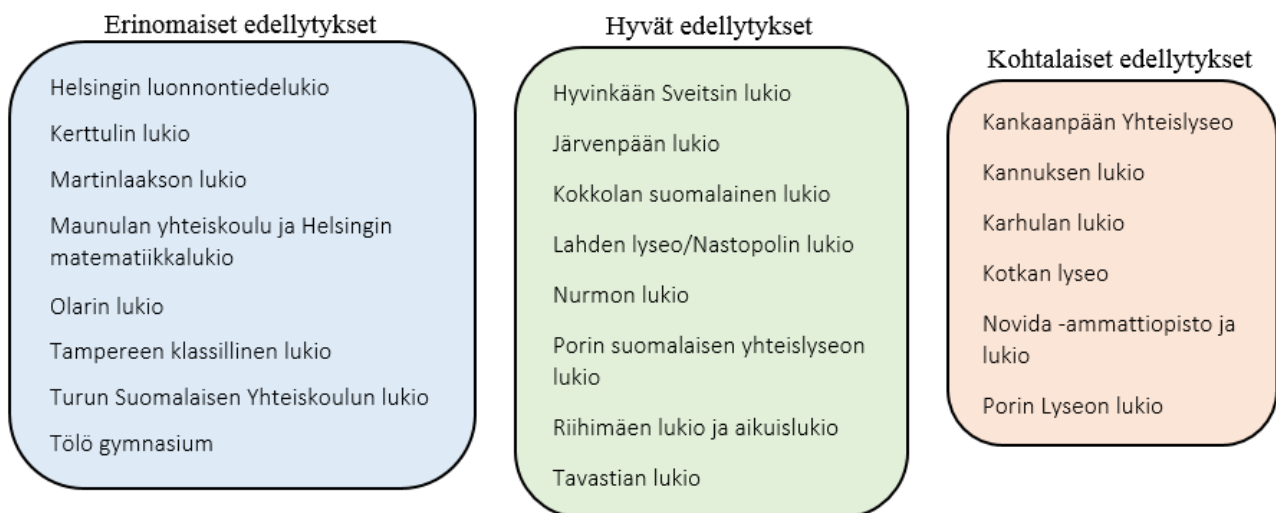 Erinomaiset edellytykset
Helsingin luonnontiedelukio
Kerttulin lukio
Martinlaakson lukio
Maunulan yhteiskoulu ja Helsingin
matematiikkalukio
Olarin lukio
Tampereen klassillinen lukio
Turun Suomalaisen Yhteiskoulun lukio
Tölö gymnasium
Hyvät edellytykset
Hyvinkään Sveitsin lukio
Järvenpään lukio
Kokkolan suomalainen lukio
Lahden lyseo/Nastopolin lukio
Nurmon lukio
Porin suomalaisen yhteislyseon
lukio
Riihimäen lukio ja aikuislukio
Tavastian lukio
Kohtalaiset edellytykset
Kankaanpään Yhteislyseo
Kannuksen lukio
Karhulan lukio
Kotkan lyseo
Novida -ammattiopisto ja
lukio
Porin Lyseon lukio